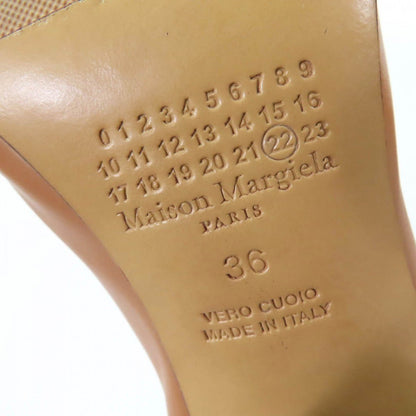 0 1 2 3 4 5 6 7 8 9
10 11 12 13 14 15 16
17 18 19 20 21 22 23
Maison Margiela
PARIS
36
VERO CUOIO
MADE IN ITALY